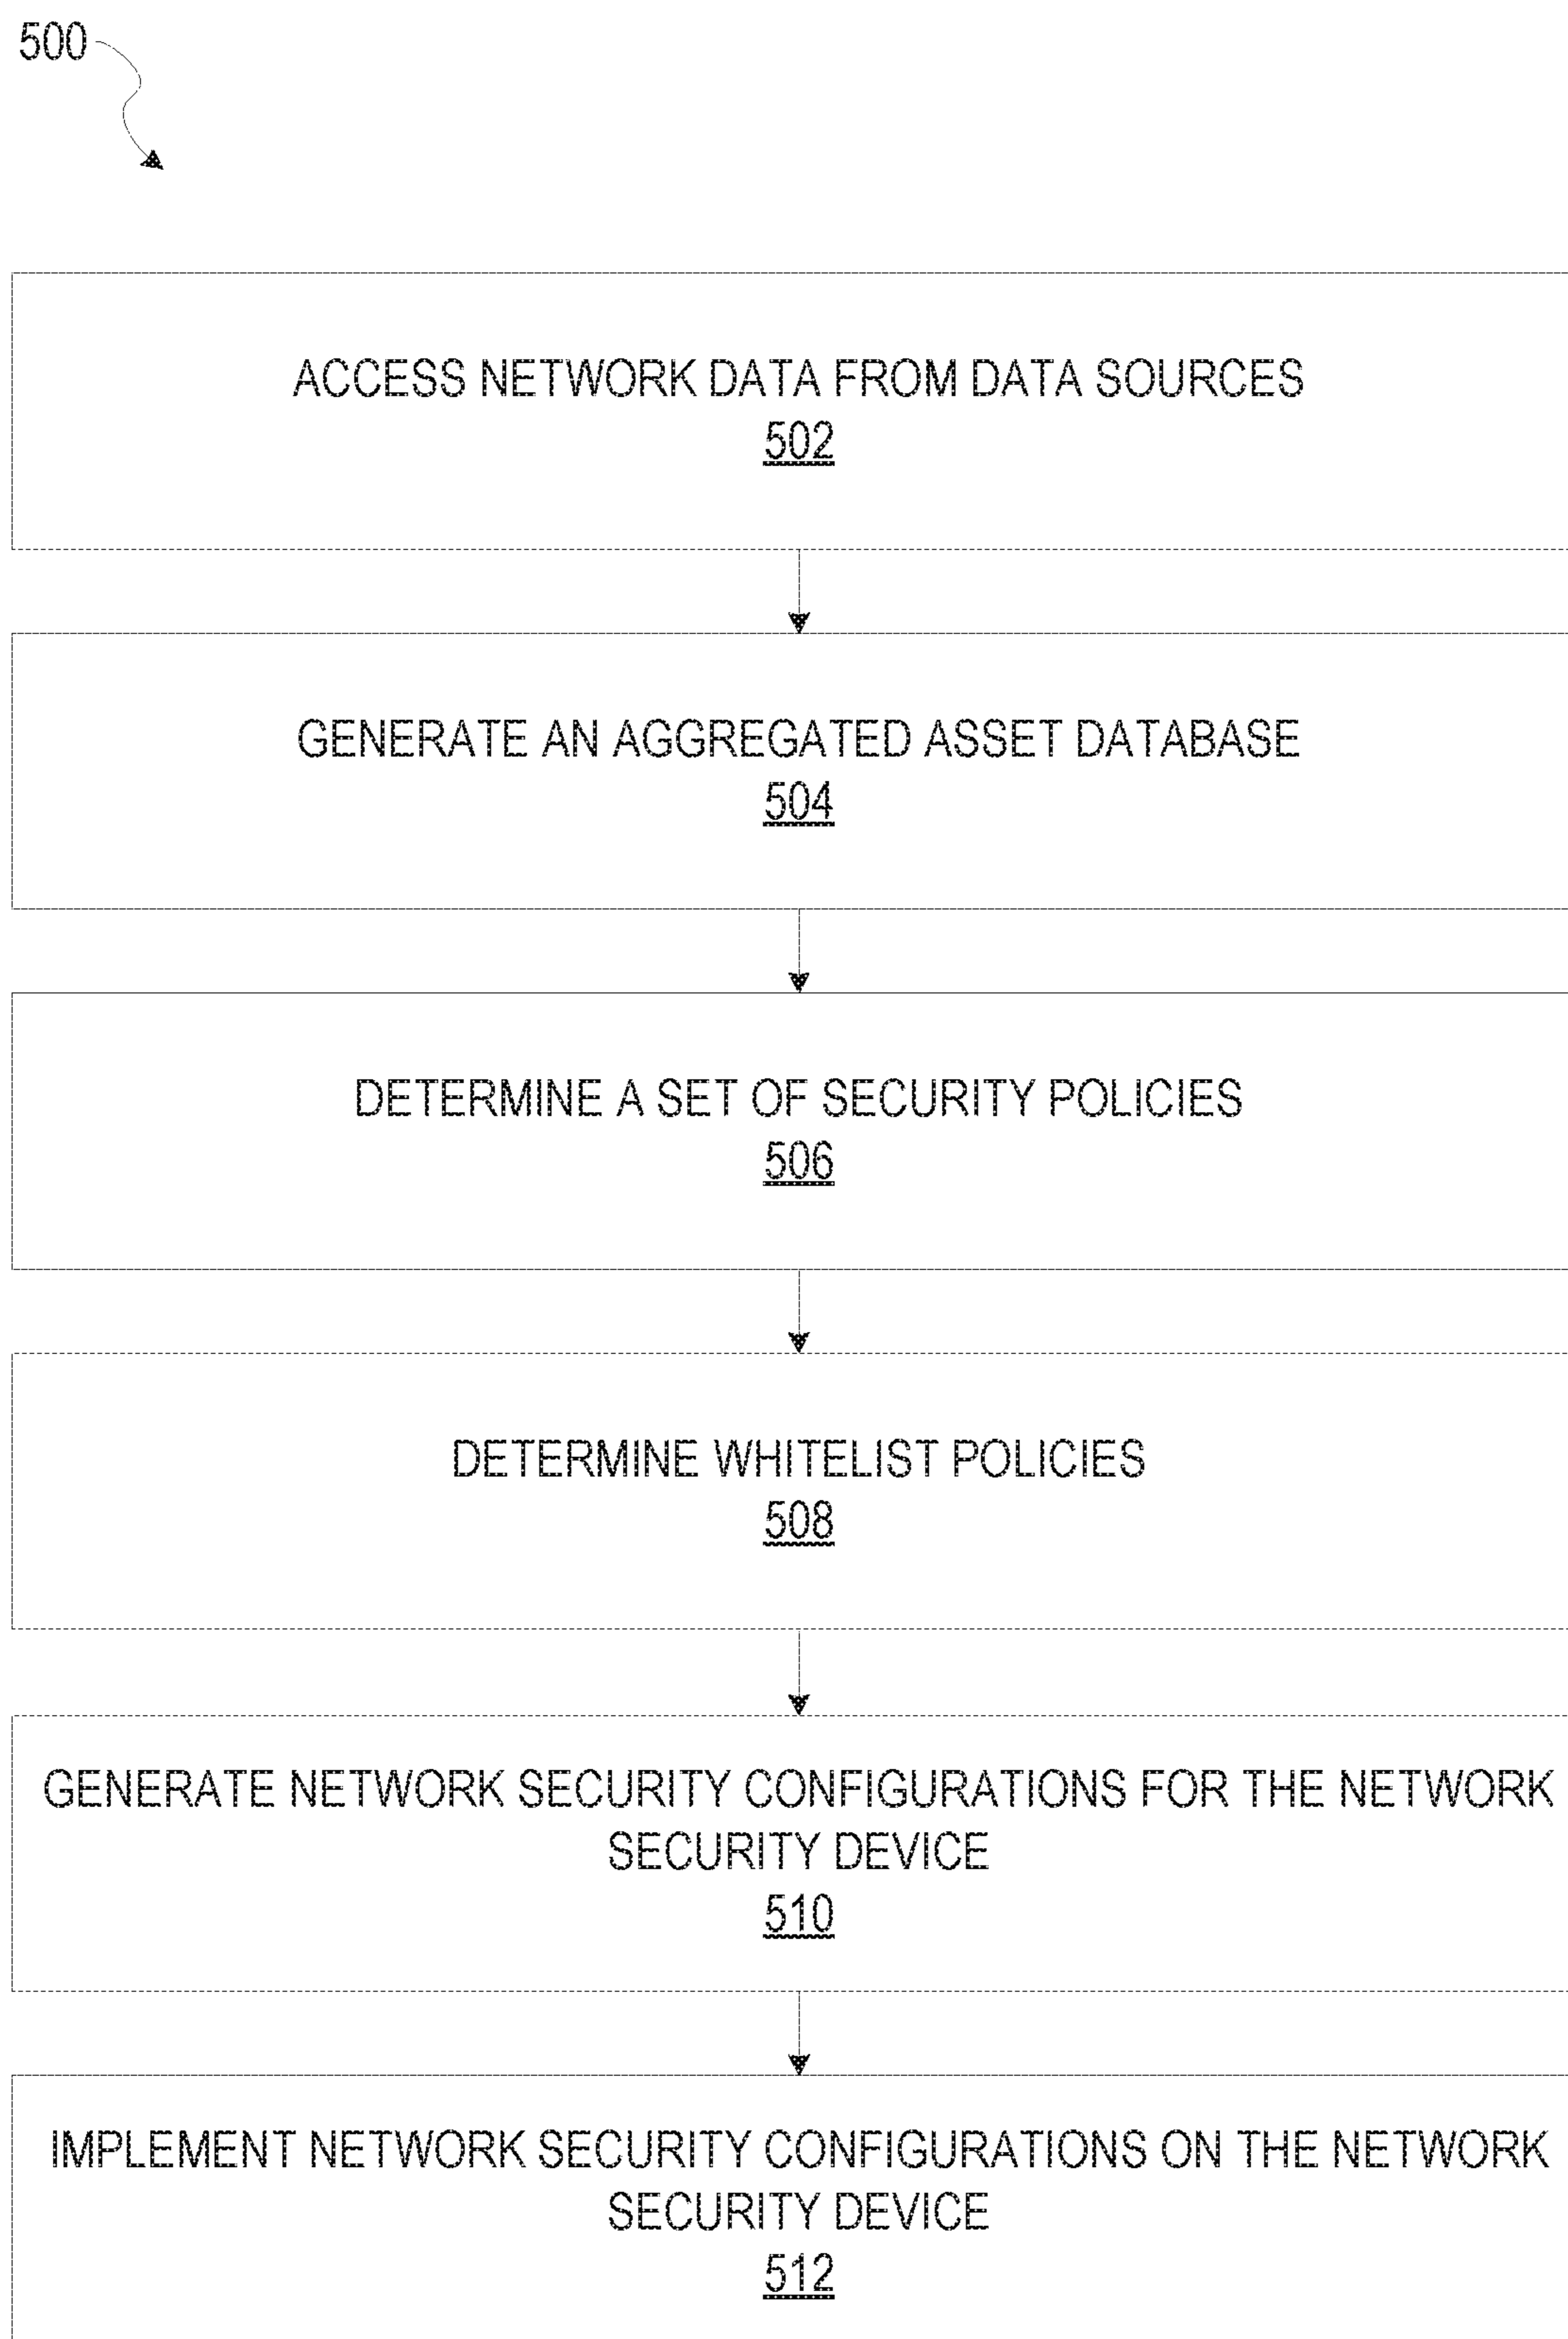 500
ACCESS NETWORK DATA FROM DATA SOURCES
502
GENERATE AN AGGREGATED ASSET DATABASE
504
DETERMINE A SET OF SECURITY POLICIES
506
DETERMINE WHITELIST POLICIES
508
GENERATE NETWORK SECURITY CONFIGURATIONS FOR THE NETWORK
SECURITY DEVICE
510
IMPLEMENT NETWORK SECURITY CONFIGURATIONS ON THE NETWORK
SECURITY DEVICE
512